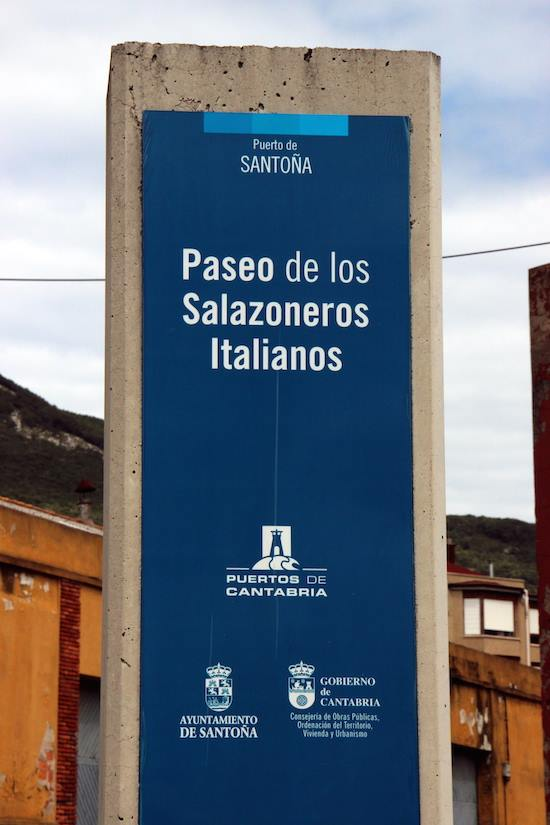 Puerto de
SANTOÑA
Paseo de los
Salazoneros
Italianos
PUERTOS DE
CANTABRIA
AYUNTAMIENTO
DE SANTOÑA
GOBIERNO
de
CANTABRIA
Consejería de Obras Públicas,
Ordenación del Territorio,
Vivienda y Urbanismo